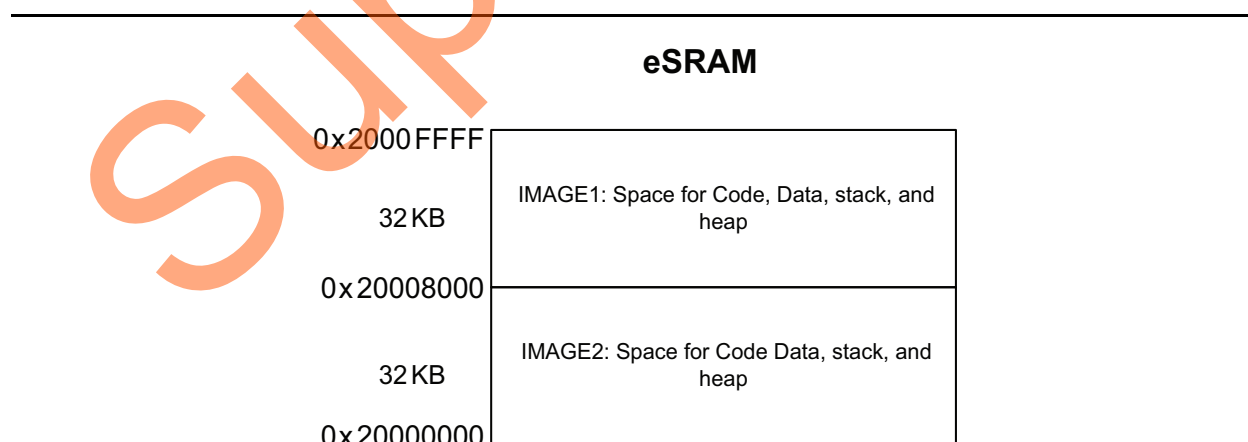 eSRAM
0x2000FFFF
IMAGE1: Space for Code, Data, stack, and
heap
32KB
0x20008000
IMAGE2: Space for Code Data, stack, and
heap
32KB
0x20000000
Sup